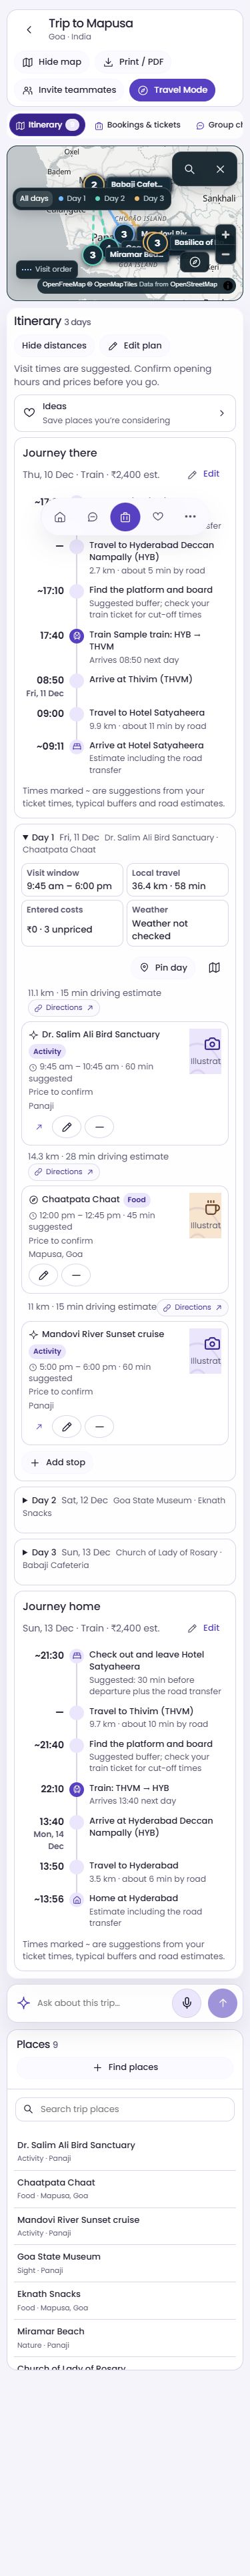 Trip to Mapusa
Goa · India
Hide map
Print / PDF
Invite teammates
Travel Mode
Itinerary
Bookings & tickets
Group ch
Oxel
Badem
2
Babaji Cafet...
All days
Day 1
Day 2
Day 3
Sankhali
CHORÃO ISLAND
3
3
Basilica of
3
Miramar Bea...
GOA ISLAND
Visit order
OpenFreeMap © OpenMapTiles Data from OpenStreetMap
Itinerary 3 days
Hide distances
Edit plan
Visit times are suggested. Confirm opening
hours and prices before you go.
Ideas
Save places you're considering
Journey there
Thu, 10 Dec · Train · ₹2,400 est.
Edit
sfer
—
Travel to Hyderabad Deccan
Nampally (HYB)
2.7 km · about 5 min by road
~17:10
Find the platform and board
Suggested buffer; check your
train ticket for cut-off times
17:40
Train Sample train: HYB →
THVM
Arrives 08:50 next day
08:50
Fri, 11 Dec
Arrive at Thivim (THVM)
09:00
Travel to Hotel Satyaheera
9.9 km · about 11 min by road
~09:11
Arrive at Hotel Satyaheera
Estimate including the road
transfer
Times marked ~ are suggestions from your
ticket times, typical buffers and road estimates.
Day 1 Fri, 11 Dec Dr. Salim Ali Bird Sanctuary ·
Chaatpata Chaat
Visit window
9:45 am – 6:00 pm
Local travel
36.4 km · 58 min
Entered costs
₹0 · 3 unpriced
Weather
Weather not
checked
Pin day
11.1 km · 15 min driving estimate
Directions ↗
Dr. Salim Ali Bird Sanctuary
Activity
9:45 am – 10:45 am · 60 min
suggested
Price to confirm
Panaji
Illustrat
14.3 km · 28 min driving estimate
Directions ↗
Chaatpata Chaat Food
12:00 pm – 12:45 pm · 45 min
suggested
Price to confirm
Mapusa, Goa
Illustrat
11 km · 15 min driving estimate
Directions ↗
Mandovi River Sunset cruise
Activity
5:00 pm – 6:00 pm · 60 min
suggested
Price to confirm
Panaji
Illustrat
Add stop
Day 2 Sat, 12 Dec Goa State Museum · Eknath
Snacks
Day 3 Sun, 13 Dec Church of Lady of Rosary ·
Babaji Cafeteria
Journey home
Sun, 13 Dec · Train · ₹2,400 est.
Edit
~21:30
Check out and leave Hotel
Satyaheera
Suggested: 30 min before
departure plus the road transfer
—
Travel to Thivim (THVM)
9.7 km · about 10 min by road
~21:40
Find the platform and board
Suggested buffer; check your
train ticket for cut-off times
22:10
Train: THVM → HYB
Arrives 13:40 next day
13:40
Mon, 14
Dec
Arrive at Hyderabad Deccan
Nampally (HYB)
13:50
Travel to Hyderabad
3.5 km · about 6 min by road
~13:56
Home at Hyderabad
Estimate including the road
transfer
Times marked ~ are suggestions from your
ticket times, typical buffers and road estimates.
Ask about this trip...
Places 9
Find places
Search trip places
Dr. Salim Ali Bird Sanctuary
Activity · Panaji
Chaatpata Chaat
Food · Mapusa, Goa
Mandovi River Sunset cruise
Activity · Panaji
Goa State Museum
Sight · Panaji
Eknath Snacks
Food · Mapusa, Goa
Miramar Beach
Nature · Panaji
Church of Lady of Rosary